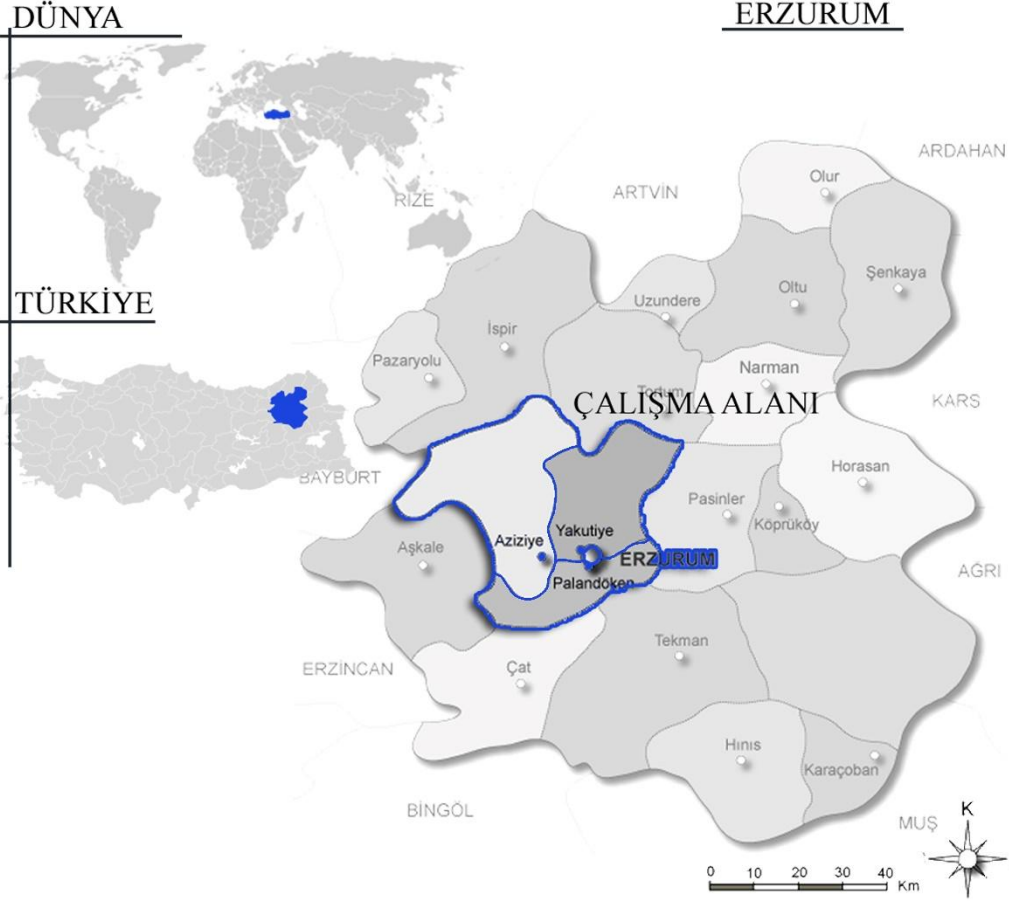 DÜNYA
ERZURUM
ARDAHAN
Olur
ARTVİN
RİZE
Şenkaya
Oltu
TÜRKİYE
Uzundere
İspir
Pazaryolu
Narman
Tortum
ÇALIŞMA ALANI
KARS
Horasan
BAYBURT
Pasinler
Köprüköy
Yakutiye
Aziziye
Aşkale
ERZURUM
AĞRI
Palandöken
Tekman
ERZİNCAN
Çat
Hınıs
Karaçoban
BİNGÖL
MUŞ
K
0 10 20 30 40 Km